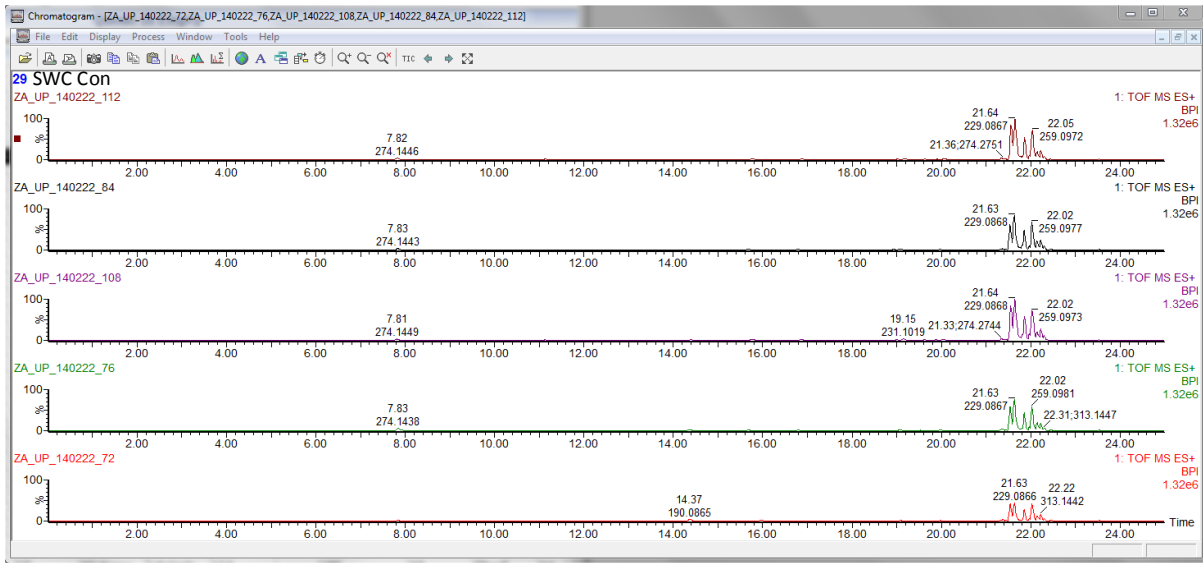 Chromatogram - [ZA_UP_140222_72,ZA_UP_140222_76,ZA_UP_140222_108,ZA_UP_140222_84,ZA_UP_140222_112]
File Edit Display Process Window Tools Help
A TIC
29 SWC Con
ZA_UP_140222_112
1: TOF MS ES+
BPI
1.32e6
100
%
0
7.82
274.1446
21.36;274.2751
21.64
229.0867
22.05
259.0972
2.00 4.00 6.00 8.00 10.00 12.00 14.00 16.00 18.00 20.00 22.00 24.00
ZA_UP_140222_84
1: TOF MS ES+
BPI
1.32e6
100
%
0
7.83
274.1443
21.63
229.0868
22.02
259.0977
2.00 4.00 6.00 8.00 10.00 12.00 14.00 16.00 18.00 20.00 22.00 24.00
ZA_UP_140222_108
1: TOF MS ES+
BPI
1.32e6
100
%
0
7.81
274.1449
19.15
231.1019
21.33;274.2744
21.64
229.0868
22.02
259.0973
2.00 4.00 6.00 8.00 10.00 12.00 14.00 16.00 18.00 20.00 22.00 24.00
ZA_UP_140222_76
1: TOF MS ES+
BPI
1.32e6
100
%
0
7.83
274.1438
21.63
229.0867
22.02
259.0981
22.31;313.1447
2.00 4.00 6.00 8.00 10.00 12.00 14.00 16.00 18.00 20.00 22.00 24.00
ZA_UP_140222_72
1: TOF MS ES+
BPI
1.32e6
100
%
0
14.37
190.0865
21.63
229.0866
22.22
313.1442
Time
2.00 4.00 6.00 8.00 10.00 12.00 14.00 16.00 18.00 20.00 22.00 24.00